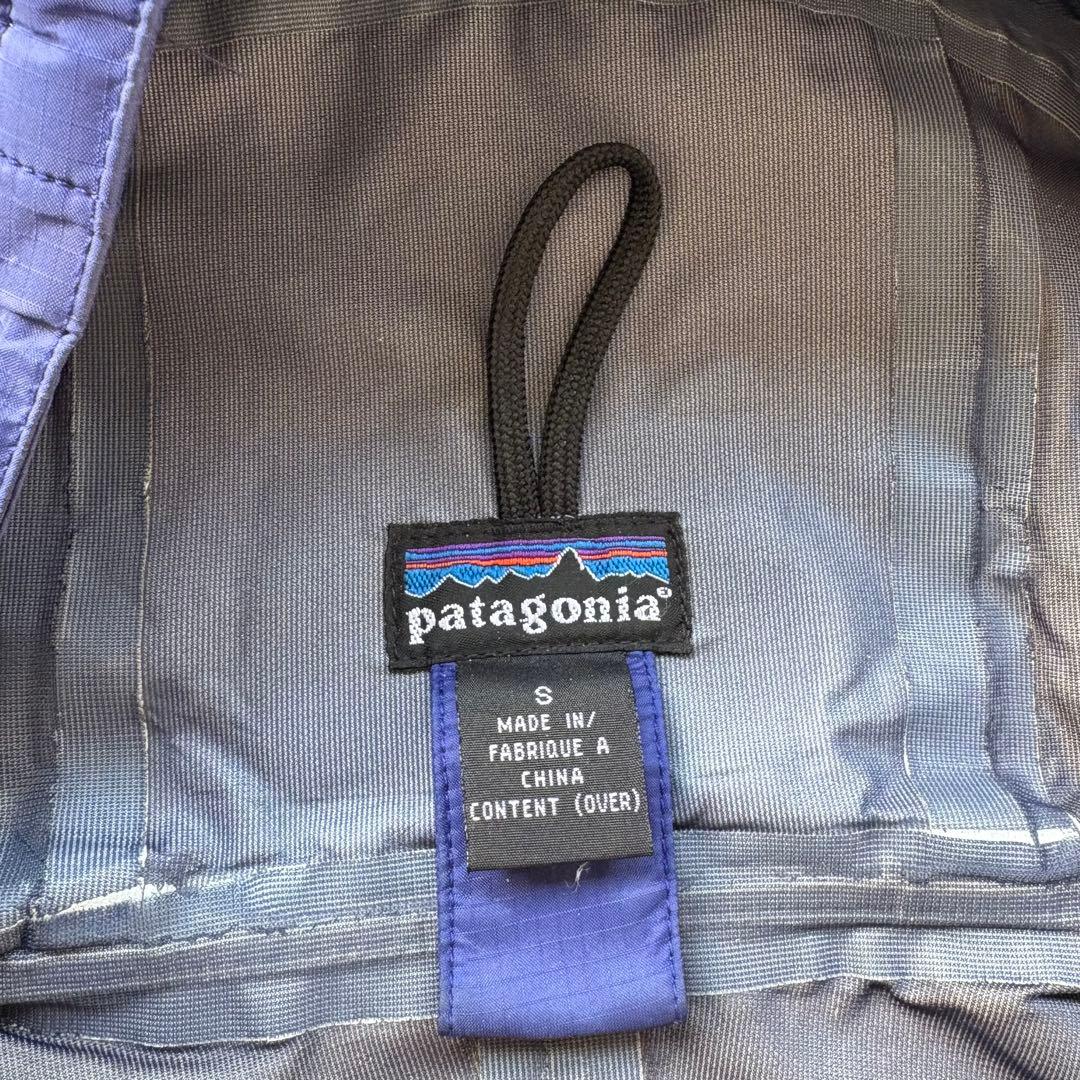 patagonia®
S
MADE IN/
FABRIQUE A
CHINA
CONTENT (OVER)